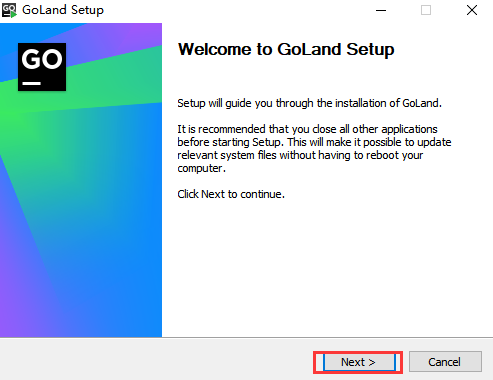 GO GoLand Setup
GO
Welcome to GoLand Setup
Setup will guide you through the installation of GoLand.
It is recommended that you close all other applications
before starting Setup. This will make it possible to update
relevant system files without having to reboot your
computer.
Click Next to continue.
Next >
Cancel